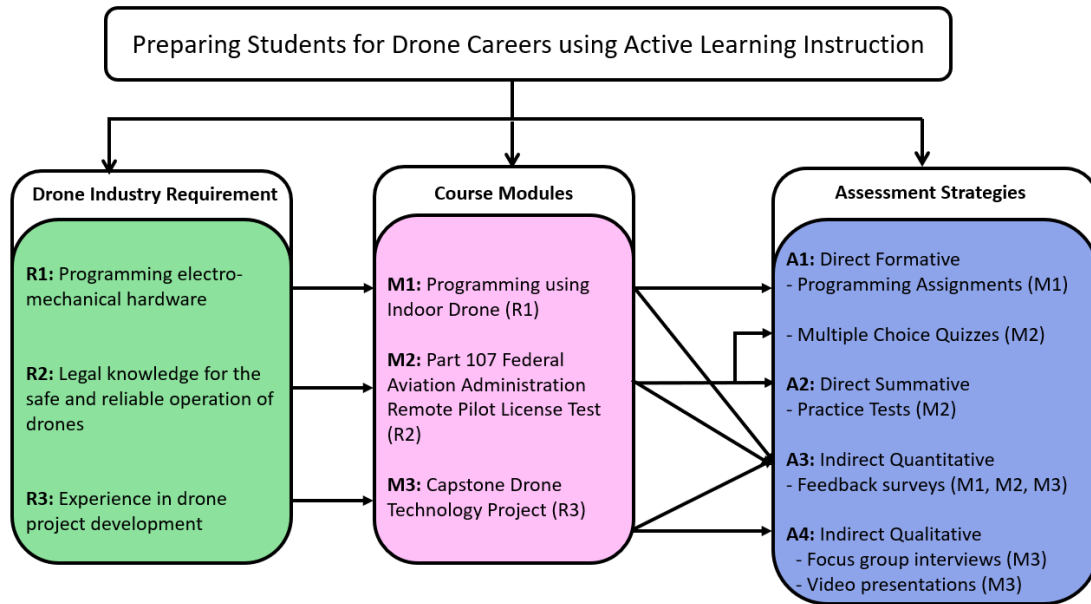 Preparing Students for Drone Careers using Active Learning Instruction
Drone Industry Requirement
R1: Programming electro-
mechanical hardware
R2: Legal knowledge for the
safe and reliable operation of
drones
R3: Experience in drone
project development
Course Modules
M1: Programming using
Indoor Drone (R1)
M2: Part 107 Federal
Aviation Administration
Remote Pilot License Test
(R2)
M3: Capstone Drone
Technology Project (R3)
Assessment Strategies
A1: Direct Formative
- Programming Assignments (M1)
- Multiple Choice Quizzes (M2)
A2: Direct Summative
- Practice Tests (M2)
A3: Indirect Quantitative
- Feedback surveys (M1, M2, M3)
A4: Indirect Qualitative
- Focus group interviews (M3)
- Video presentations (M3)